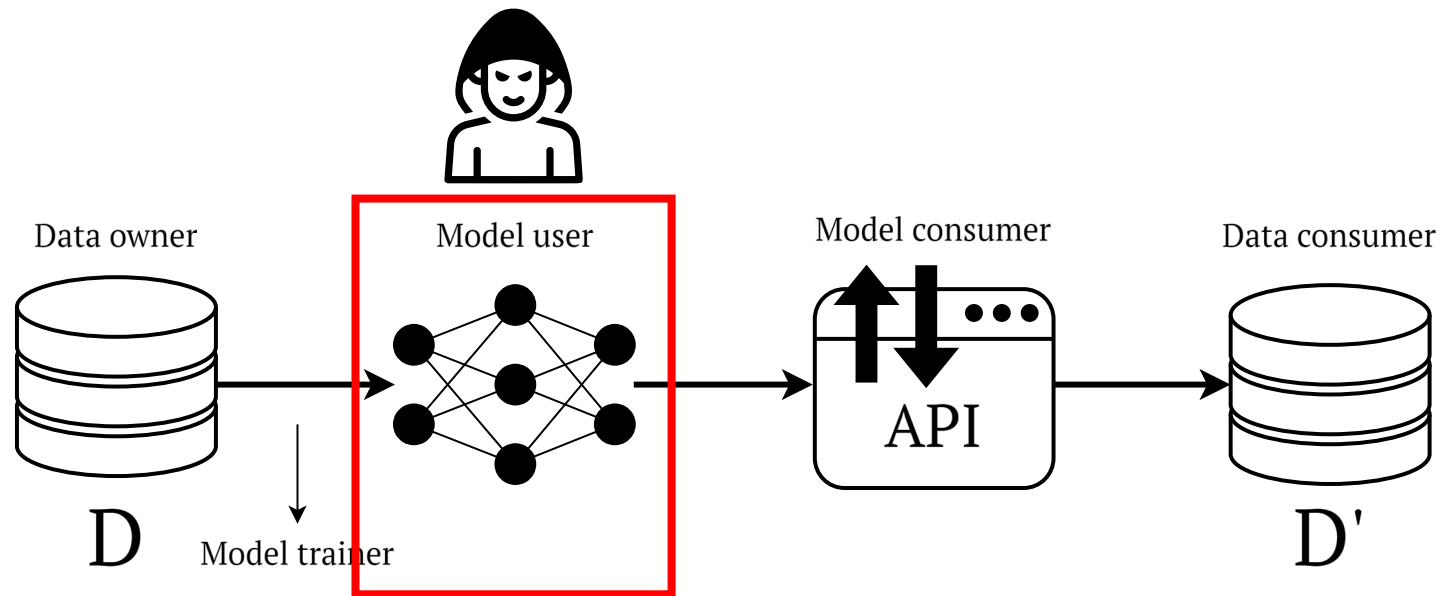 Data owner
Model user
Model consumer
Data consumer
API
D
Model trainer
D'